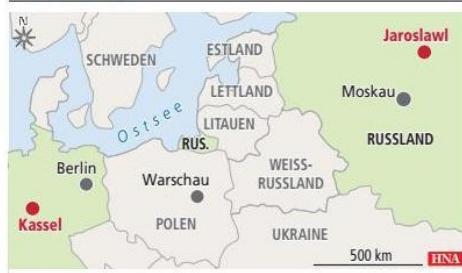 N
SCHWEDEN
ESTLAND
Jaroslawl
LETTLAND
Moskau
Ostsee
LITAUEN
RUS.
RUSSLAND
Berlin
Warschau
WEISS-
RUSSLAND
Kassel
POLEN
UKRAINE
500 km
HNA